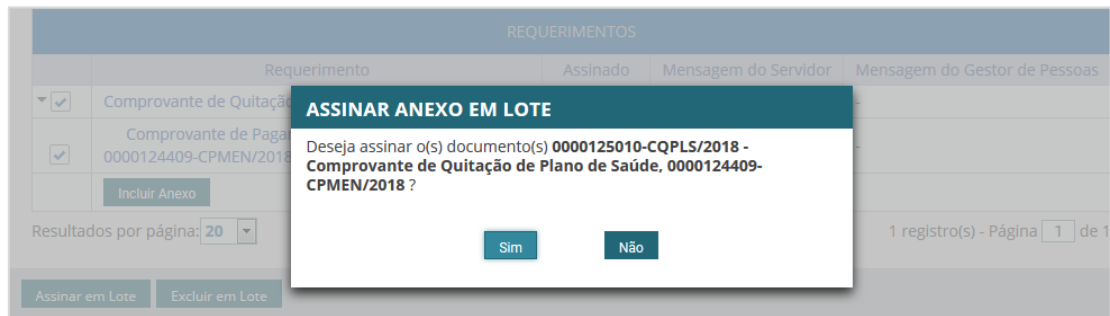 REQUERIMENTOS
Requerimento Assinado Mensagem do Servidor Mensagem do Gestor de Pessoas
Comprovante de Quitação -
Comprovante de Pagar
0000124409-CPMEN/2018 -
Incluir Anexo
ASSINAR ANEXO EM LOTE
Deseja assinar o(s) documento(s) 0000125010-CQPLS/2018 -
Comprovante de Quitação de Plano de Saúde, 0000124409-
CPMEN/2018 ?
Sim Não
Resultados por página: 20 1 registro(s) - Página 1 de 1
Assinar em Lote Excluir em Lote